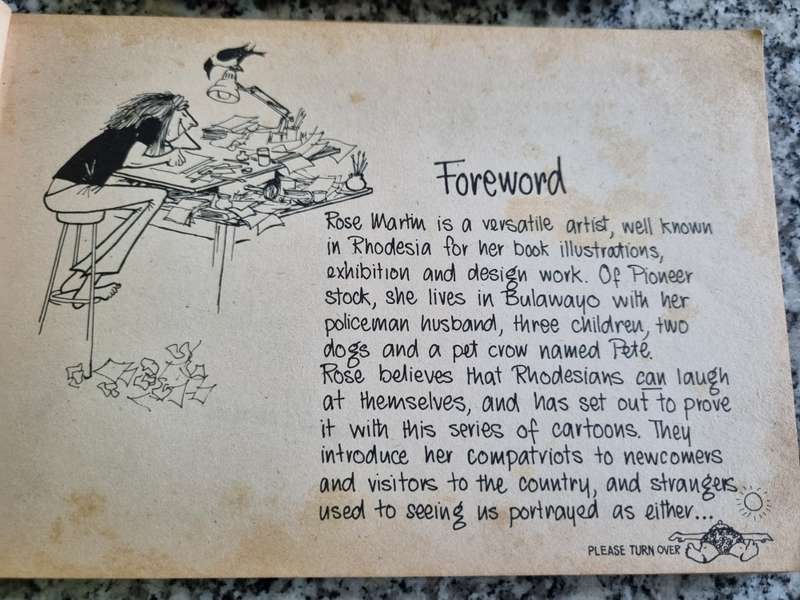 Foreword
Rose Martin is a versatile artist, well known
in Rhodesia for her book illustrations,
exhibition and design work. Of Pioneer
stock, she lives in Bulawayo with her
policeman husband, three children, two
dogs and a pet crow named Pete.
Rose believes that Rhodesians can laugh
at themselves, and has set out to prove
it with this series of cartoons. They
introduce her compatriots to newcomers
and visitors to the country, and strangers
used to seeing us portrayed as either...
PLEASE TURN OVER